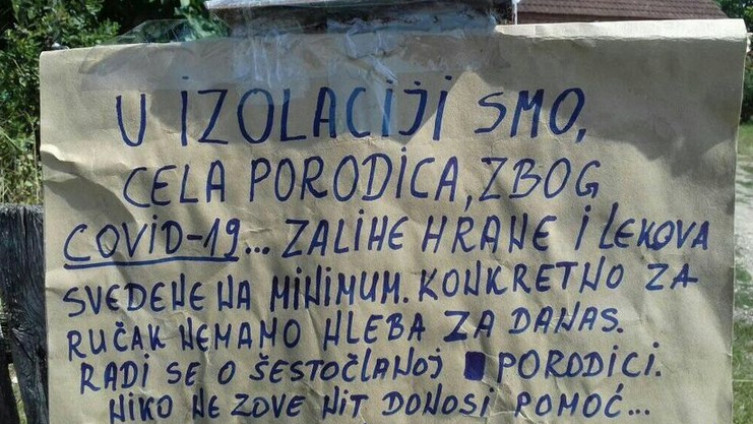 U IZOLACIJI SMO,
CELA PORODICA, ZBOG
COVID-19... ZALIHE HRANE I LEKOVA
SVEDENE NA MINIMUM. KONKRETNO ZA
RUČAK NEMAMO HLEBA ZA DANAS.
RADI SE O ŠESTOČLANOJ PORODICI.
NIKO NE ZOVE NIT DONOSI POMOĆ...